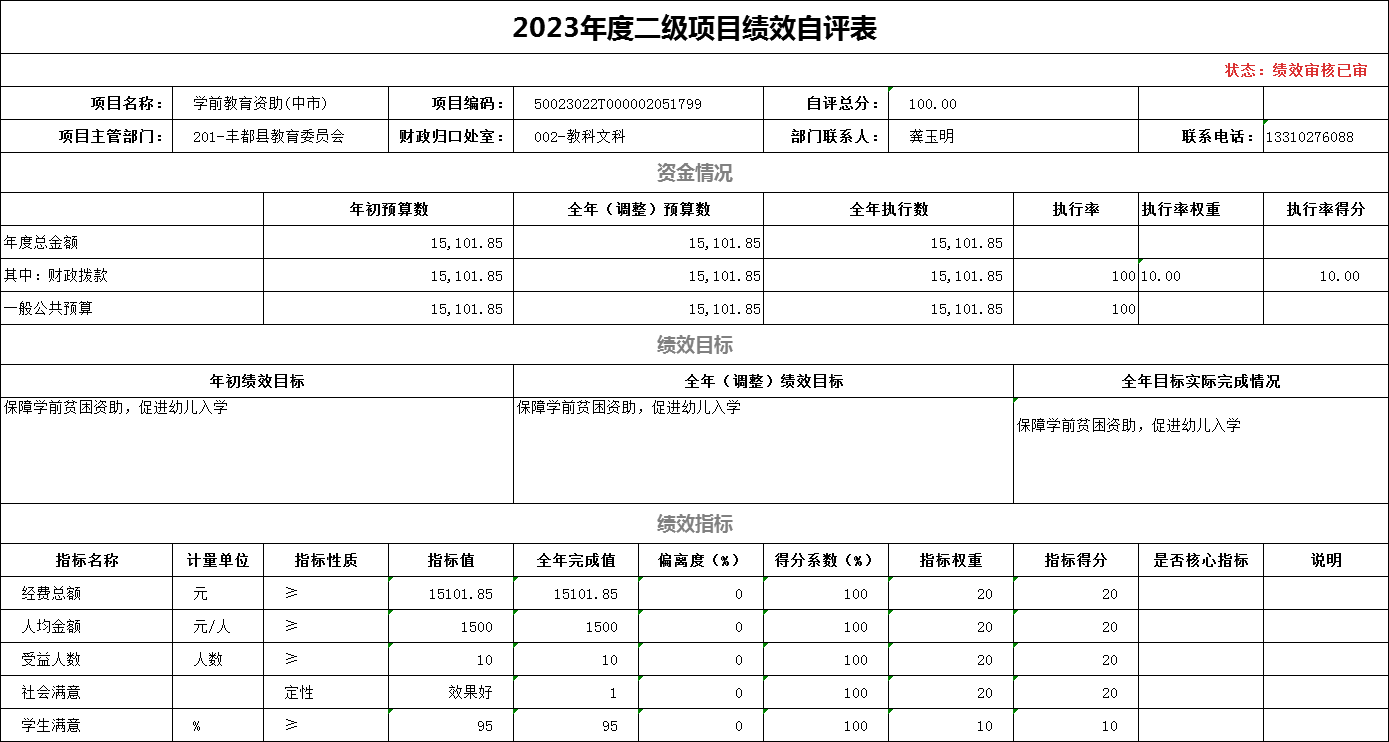 2023年度二级项目绩效自评表
状态：绩效审核已审
项目名称： 学前教育资助(中市) 项目编码： 50023022T000002051799 自评总分： 100.00
项目主管部门： 201-丰都县教育委员会 财政归口处室： 002-教科文科 部门联系人： 龚玉明 联系电话： 13310276088
资金情况
年初预算数 全年（调整）预算数 全年执行数 执行率 执行率权重 执行率得分
年度总金额 15,101.85 15,101.85 15,101.85
其中：财政拨款 15,101.85 15,101.85 15,101.85 100 10.00 10.00
一般公共预算 15,101.85 15,101.85 15,101.85 100
绩效目标
年初绩效目标 全年（调整）绩效目标 全年目标实际完成情况
保障学前贫困资助，促进幼儿入学 保障学前贫困资助，促进幼儿入学 保障学前贫困资助，促进幼儿入学
绩效指标
指标名称 计量单位 指标性质 指标值 全年完成值 偏离度（%） 得分系数（%） 指标权重 指标得分 是否核心指标 说明
经费总额 元 ≥ 15101.85 15101.85 0 100 20 20
人均金额 元/人 ≥ 1500 1500 0 100 20 20
受益人数 人数 ≥ 10 10 0 100 20 20
社会满意 定性 效果好 1 0 100 20 20
学生满意 % ≥ 95 95 0 100 10 10